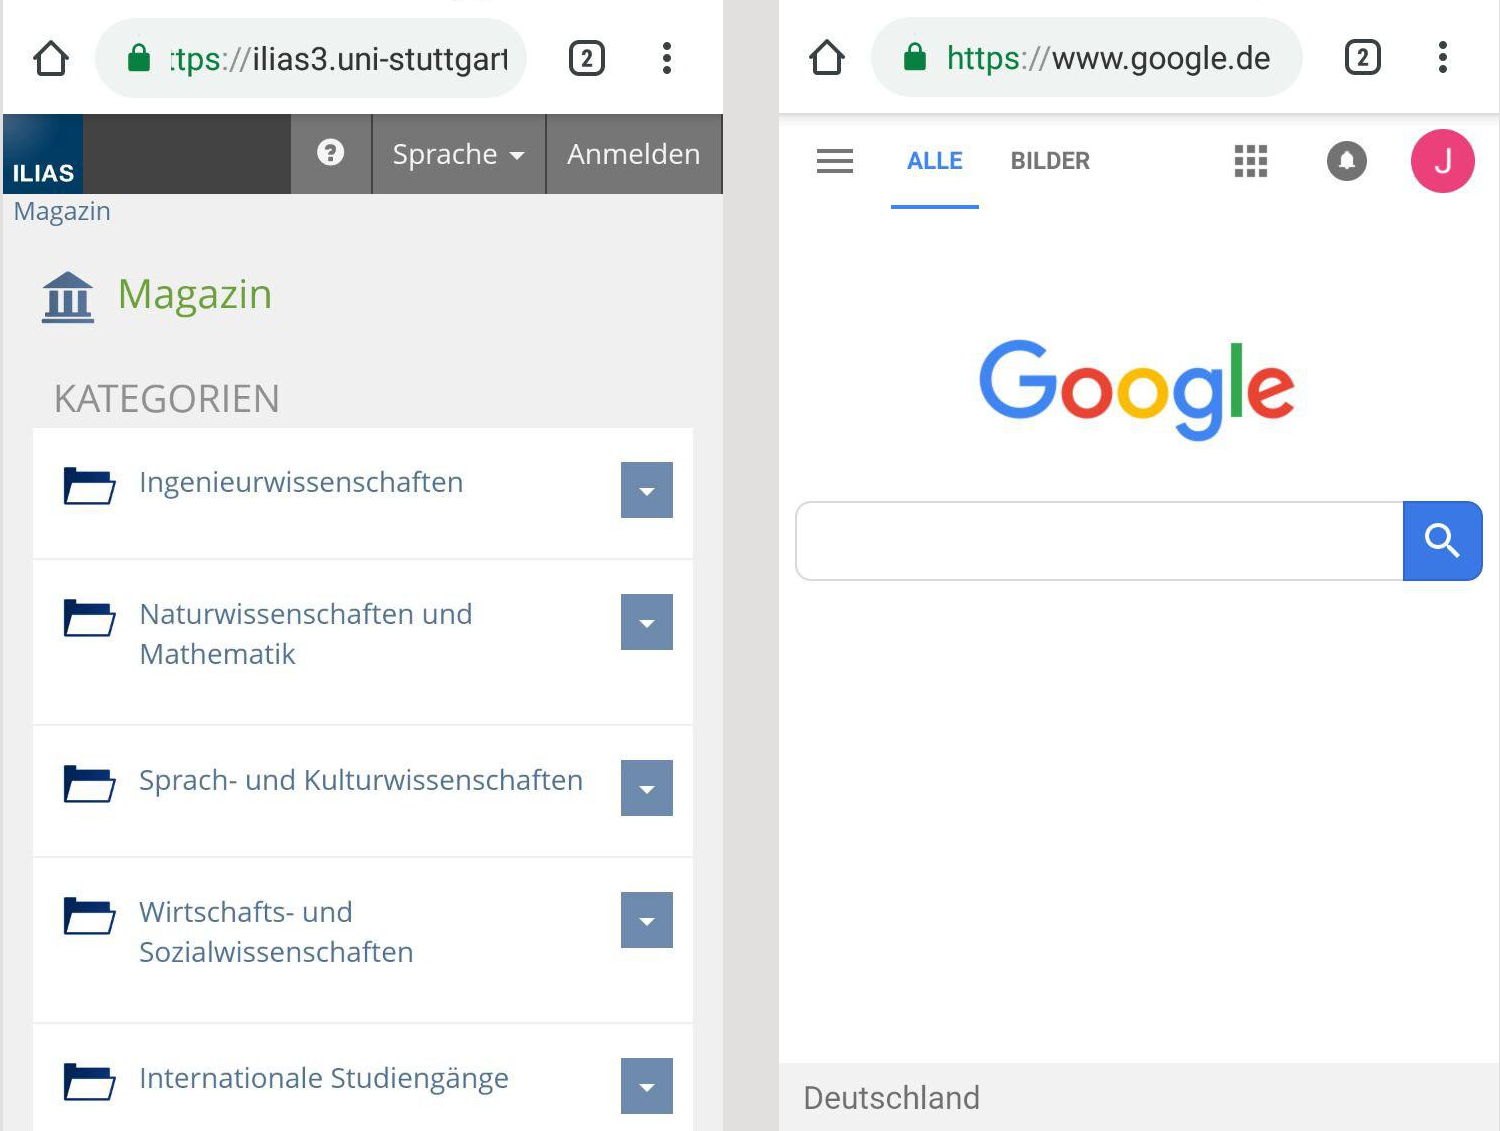 ttps://ilias3.uni-stuttgart
2
ILIAS
?
Sprache
Anmelden
Magazin
Magazin
KATEGORIEN
Ingenieurwissenschaften
Naturwissenschaften und
Mathematik
Sprach- und Kulturwissenschaften
Wirtschafts- und
Sozialwissenschaften
Internationale Studiengänge
https://www.google.de
2
ALLE
BILDER
J
Google
Deutschland